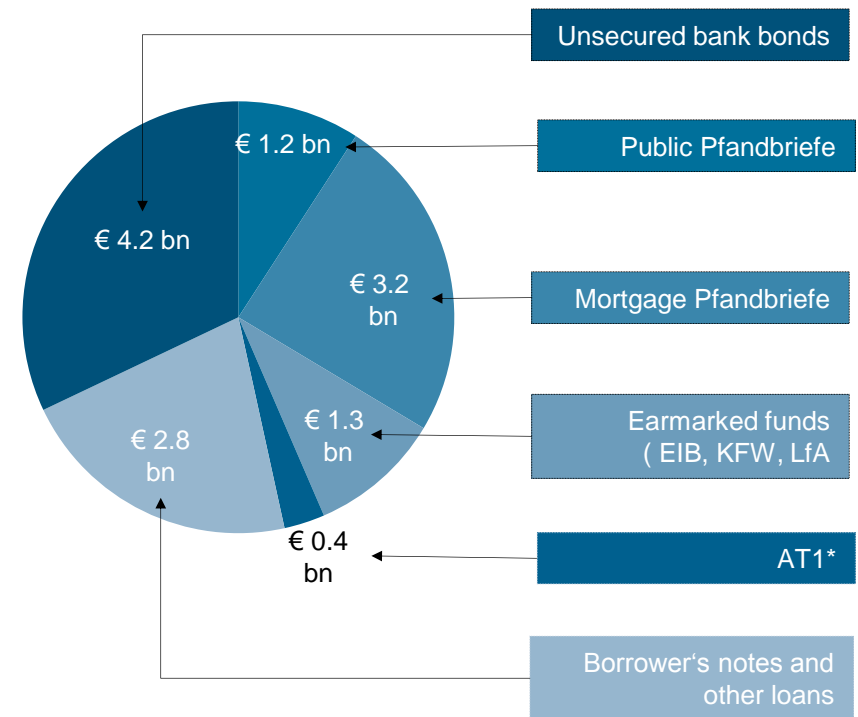 Unsecured bank bonds
€ 1.2 bn
Public Pfandbriefe
€ 4.2 bn
€ 3.2
bn
Mortgage Pfandbriefe
€ 1.3
bn
Earmarked funds
( EIB, KFW, LfA
€ 2.8
bn
€ 0.4
bn
AT1*
Borrower‘s notes and
other loans